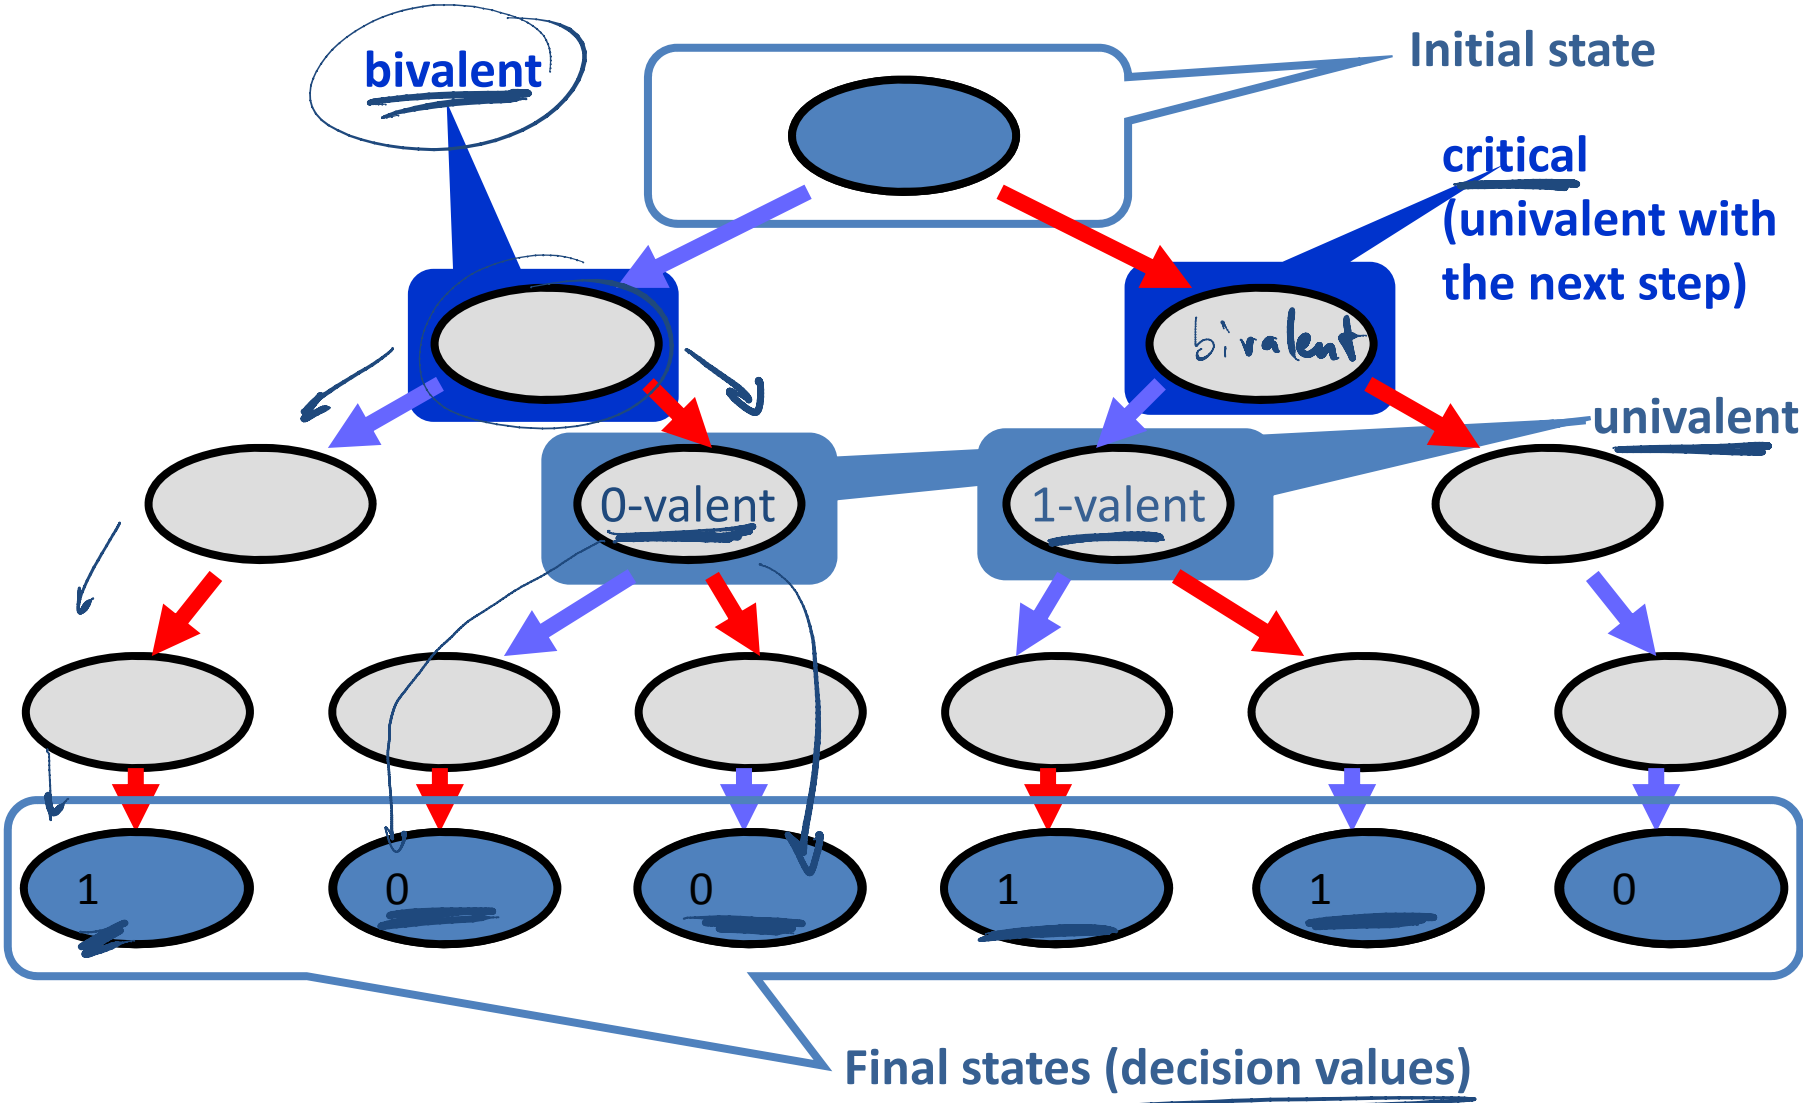 bivalent
Initial state
critical
(univalent with
the next step)
bivalent
univalent
0-valent
1-valent
1
0
0
1
1
0
Final states (decision values)